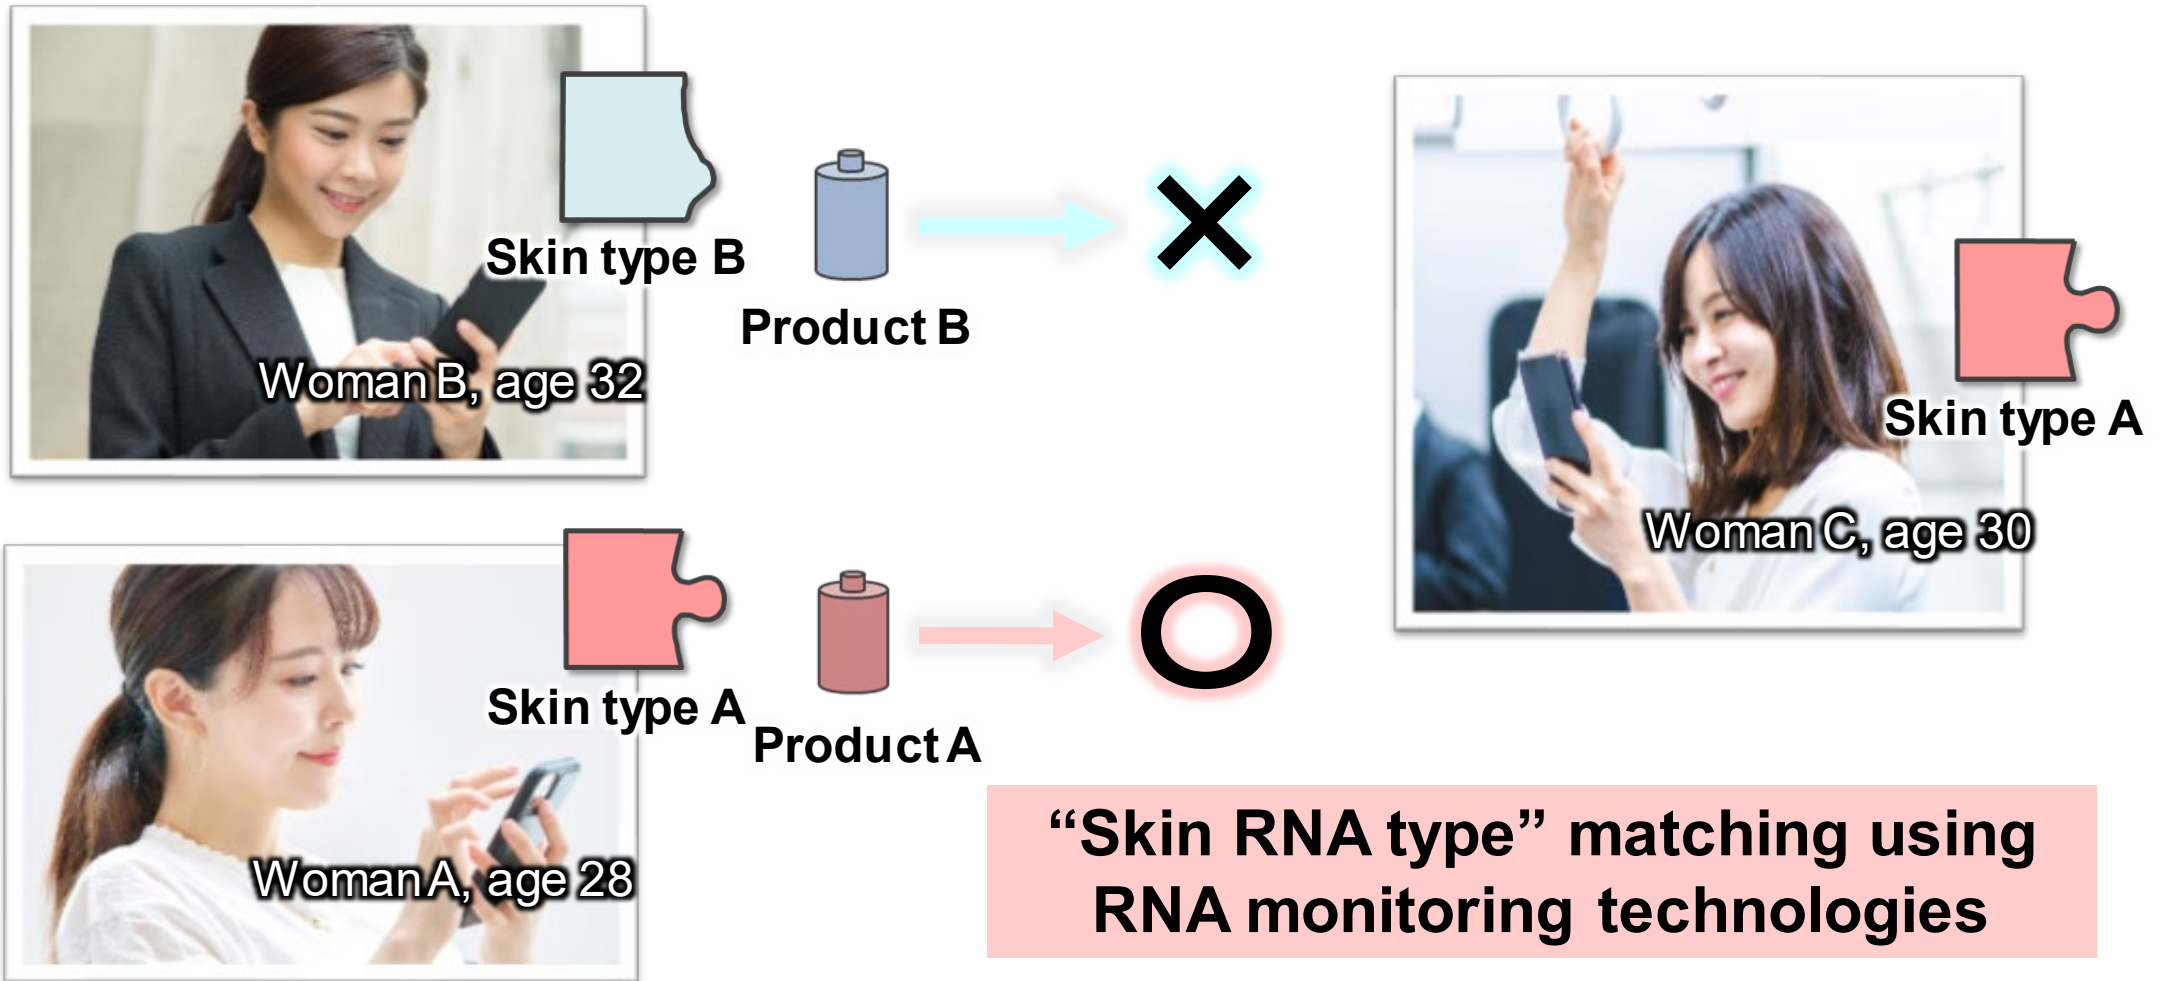 Skin type B
Product B
Woman B, age 32
Skin type A
Woman C, age 30
Skin type A
Product A
Woman A, age 28
“Skin RNA type” matching using
RNA monitoring technologies